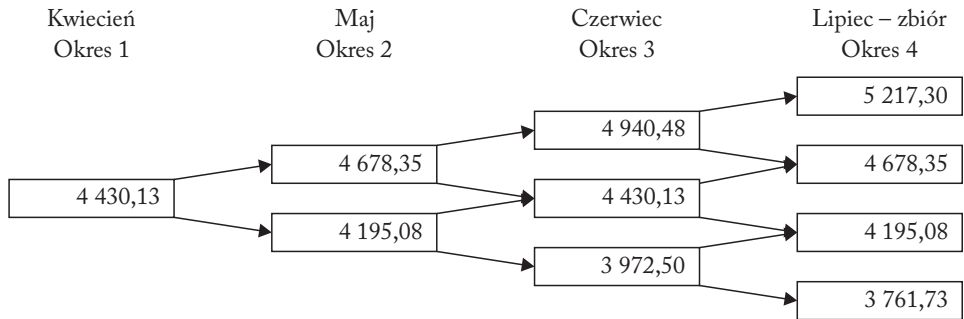 Kwiecień Maj Czerwiec Lipiec – zbiór
Okres 1 Okres 2 Okres 3 Okres 4
5 217,30
4 940,48
4 678,35 4 678,35
4 430,13 4 430,13
4 195,08 4 195,08
3 972,50
3 761,73